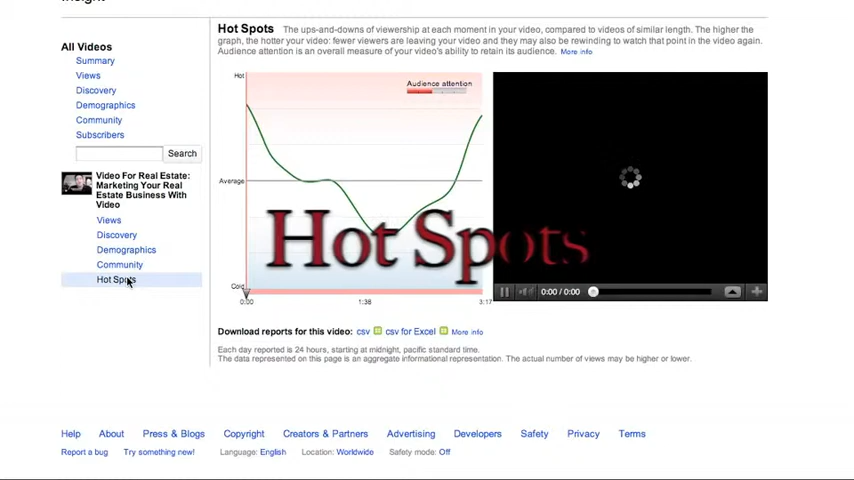 Insight
Hot Spots The ups-and-downs of viewership at each moment in your video, compared to videos of similar length. The higher the
graph, the hotter your video: fewer viewers are leaving your video and they may also be rewinding to watch that point in the video again.
Audience attention is an overall measure of your video's ability to retain its audience. More info
All Videos
Summary
Views
Discovery
Demographics
Community
Subscribers
Search
Video For Real Estate:
Marketing Your Real
Estate Business With
Video
Views
Discovery
Demographics
Community
Hot Spots
Hot
Audience attention
Average
Cold
0:00
1:38
3:17
Hot Spots
0:00 / 0:00
Download reports for this video: csv csv for Excel More info
Each day reported is 24 hours, starting at midnight, pacific standard time.
The data represented on this page is an aggregate informational representation. The actual number of views may be higher or lower.
Help About Press & Blogs Copyright Creators & Partners Advertising Developers Safety Privacy Terms
Report a bug Try something new! Language: English Location: Worldwide Safety mode: Off